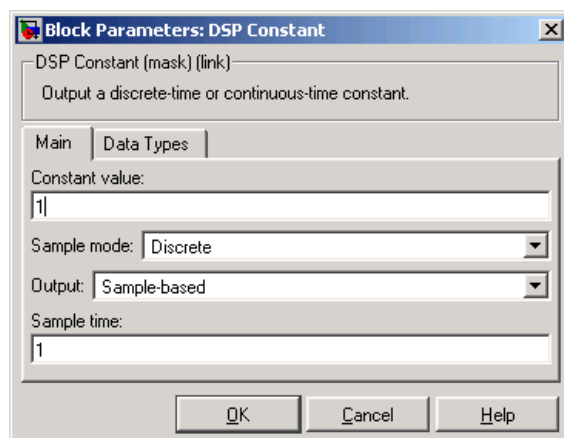 Block Parameters: DSP Constant
DSP Constant (mask) (link)
Output a discrete-time or continuous-time constant.
Main Data Types
Constant value:
1
Sample mode: Discrete
Output: Sample-based
Sample time:
1
OK Cancel Help